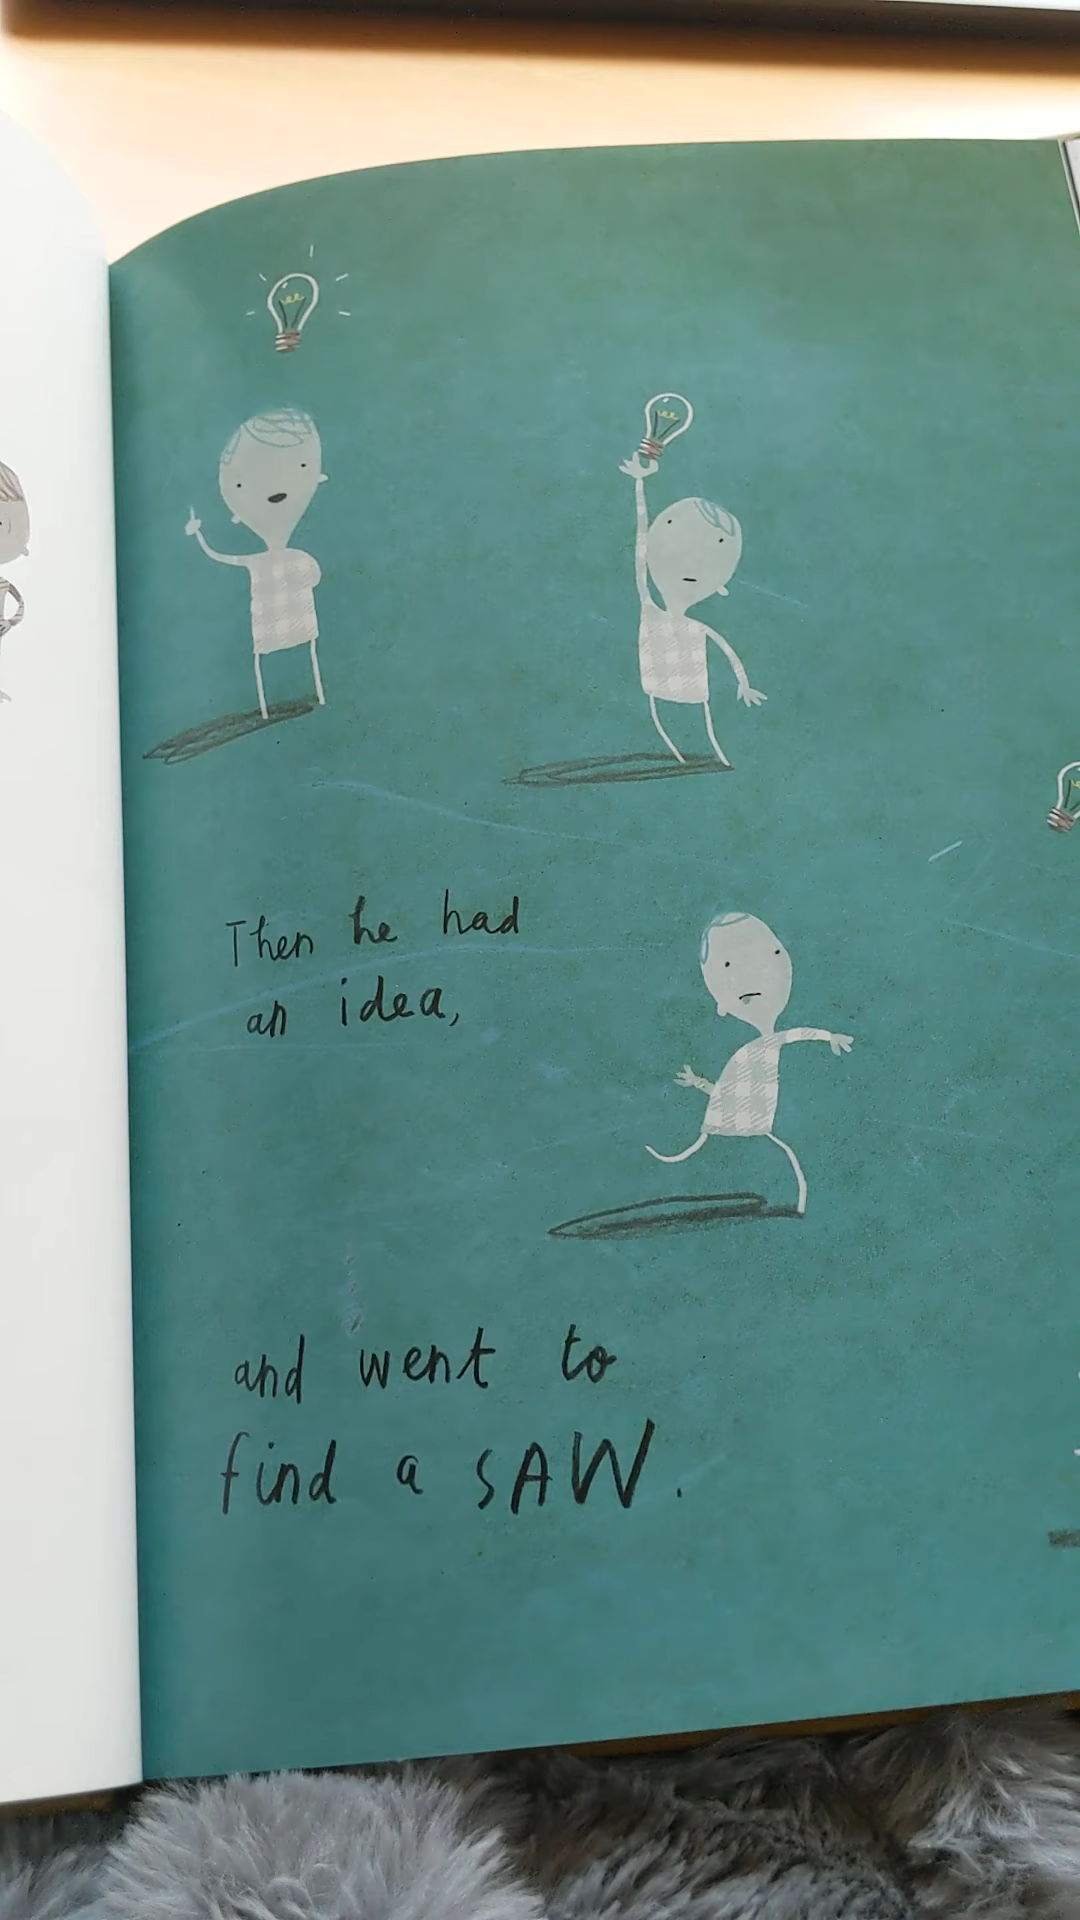 Then he had
an idea,
and went to
find a SAW.